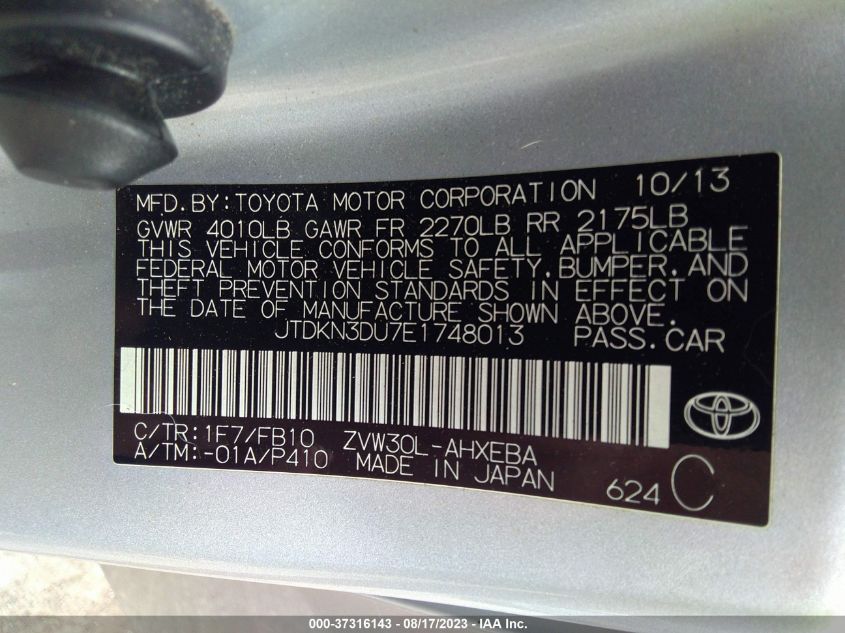 MFD. BY: TOYOTA MOTOR CORPORATION 10/13
GVWR 4010LB GAWR FR 2270LB RR 2175LB
THIS VEHICLE CONFORMS TO ALL APPLICABLE
FEDERAL MOTOR VEHICLE SAFETY, BUMPER, AND
THEFT PREVENTION STANDARDS IN EFFECT ON
THE DATE OF MANUFACTURE SHOWN ABOVE.
JTDKN3DU7E1748013 PASS. CAR
C/TR: 1F7/FB10 ZVW30L-AHXEBA
A/TM: -01A/P410 MADE IN JAPAN
624 C
000-37316143 - 08/17/2023 - IAA Inc.